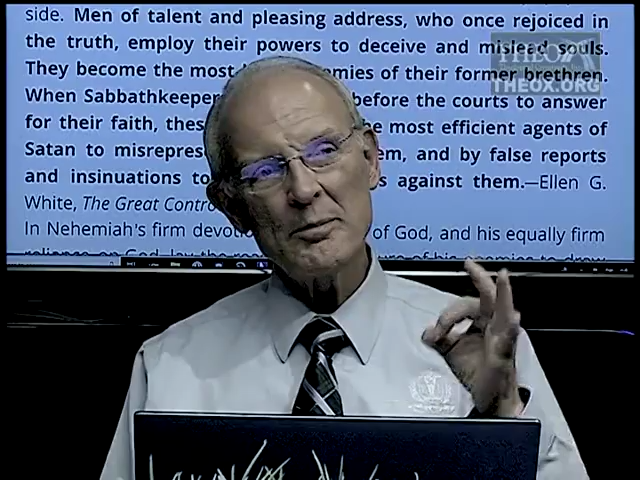 side. Men of talent and pleasing address, who once rejoiced in
the truth, employ their powers to deceive and mislead souls.
They become the most emies of their former brethren.
When Sabbathkeeper before the courts to answer
for their faith, thes he most efficient agents of
Satan to misrepres em, and by false reports
and insinuations to s against them.—Ellen G.
White, The Great Contro
In Nehemiah's firm devoti of God, and his equally firm
THEOX
THEOX.ORG